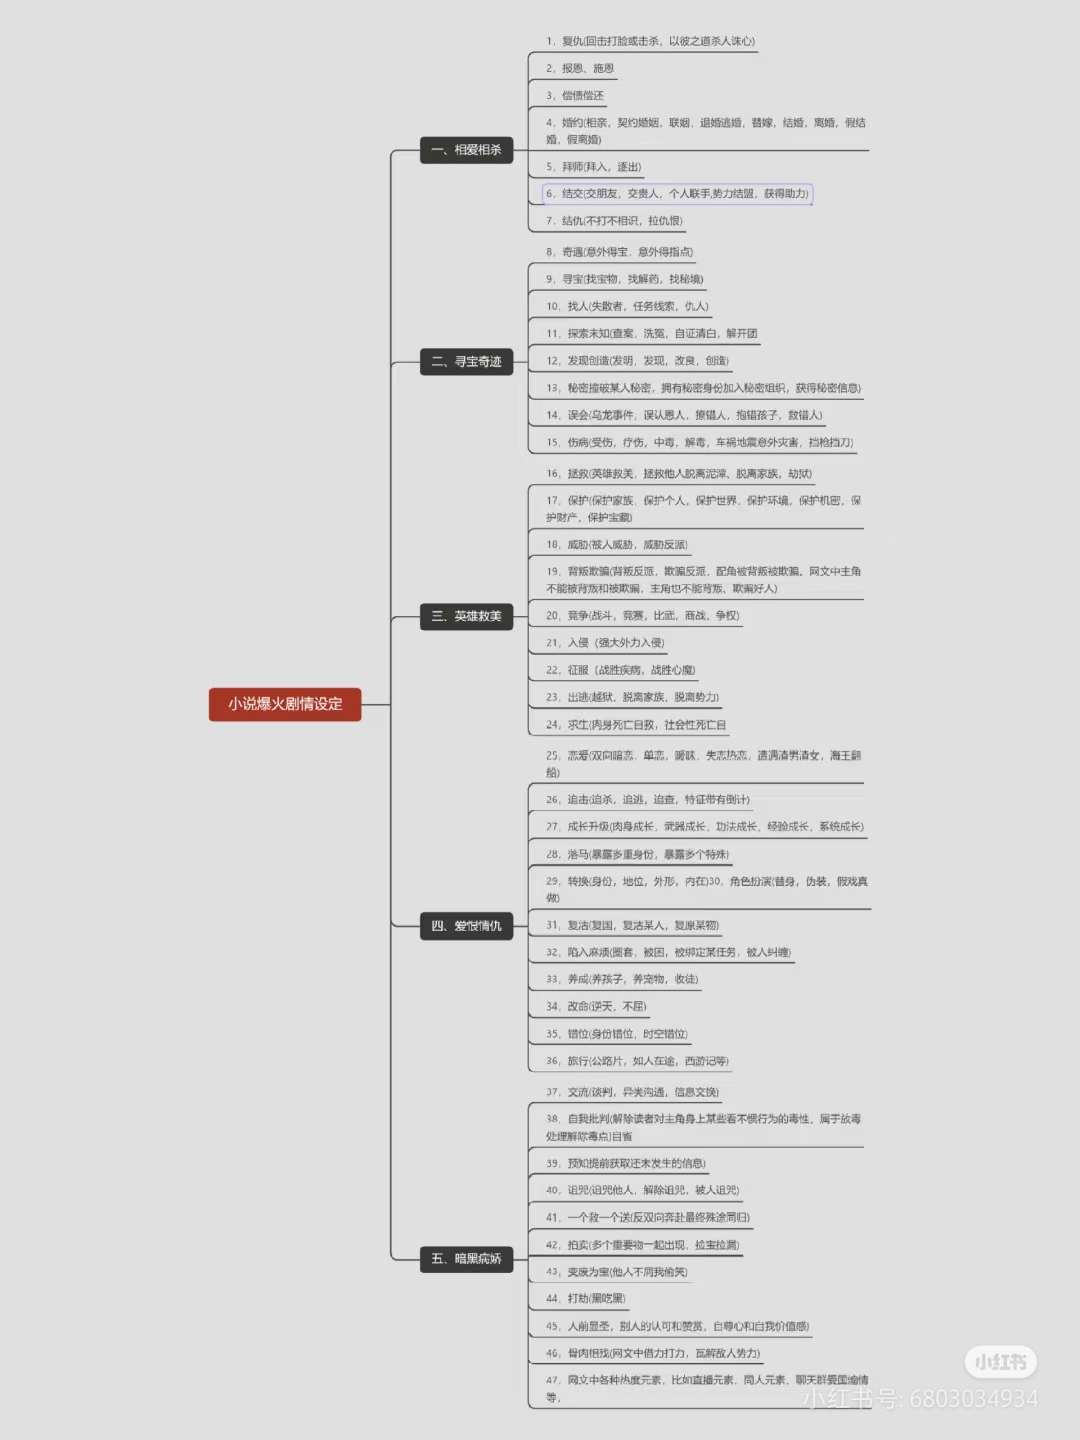 小说爆火剧情设定
一、相爱相杀
1，复仇(回击打脸或击杀，以彼之道杀人诛心)
2，报恩、施恩
3，偿债偿还
4，婚约(相亲，契约婚姻，联姻，退婚逃婚，替嫁，结婚，离婚，假结
婚，假离婚)
5，拜师(拜入，逐出)
6，结交(交朋友，交贵人，个人联手,势力结盟，获得助力)
7，结仇(不打不相识，拉仇恨)
二、寻宝奇迹
8，奇遇(意外得宝，意外得指点)
9，寻宝(找宝物，找解药，找秘境)
10，找人(失散者，任务线索，仇人)
11，探索未知(查案，洗冤，自证清白，解开团
12，发现创造(发明，发现，改良，创造)
13，秘密撞破某人秘密，拥有秘密身份加入秘密组织，获得秘密信息)
14，误会(乌龙事件，误认恩人，撩错人，抱错孩子，救错人)
15，伤病(受伤，疗伤，中毒，解毒，车祸地震意外灾害，挡枪挡刀)
三、英雄救美
16，拯救(英雄救美，拯救他人脱离泥潭、脱离家族，劫狱)
17，保护(保护家族，保护个人，保护世界，保护环境，保护机密，保
护财产，保护宝藏)
18，威胁(被人威胁，威胁反派)
19，背叛欺骗(背叛反派，欺骗反派，配角被背叛被欺骗。网文中主角
不能被背叛和被欺骗，主角也不能背叛、欺骗好人)
20，竞争(战斗，竞赛，比武，商战，争权)
21，入侵（强大外力入侵)
22，征服（战胜疾病，战胜心魔)
23，出逃(越狱，脱离家族，脱离势力)
24，求生(肉身死亡自救，社会性死亡自
四、爱恨情仇
25，恋爱(双向暗恋，单恋，暧昧，失恋热恋，遭遇渣男渣女，海王翻
船)
26，追击(追杀，追逃，追查，特征带有倒计)
27，成长升级(肉身成长，武器成长，功法成长，经验成长，系统成长)
28，落马(暴露多重身份，暴露多个特殊)
29，转换(身份，地位，外形，内在)30，角色扮演(替身，伪装，假戏真
做)
31，复活(复国，复活某人，复原某物)
32，陷入麻烦(圈套，被困，被绑定某任务，被人纠缠)
33，养成(养孩子，养宠物，收徒)
34，改命(逆天，不屈)
35，错位(身份错位，时空错位)
36，旅行(公路片，如人在途，西游记等)
五、暗黑病娇
37，交流(谈判，异类沟通，信息交换)
38，自我批判(解除读者对主角身上某些看不惯行为的毒性，属于放毒
处理解除毒点)自省
39，预知提前获取还未发生的信息)
40，诅咒(诅咒他人，解除诅咒，被人诅咒)
41，一个救一个送(反双向奔赴最终殊途同归)
42，拍卖(多个重要物一起出现，捡宝捡漏)
43，变废为宝(他人不屑我偷笑)
44，打劫(黑吃黑)
45，人前显圣，别人的认可和赞赏，自尊心和自我价值感)
46，骨肉相残(网文中借力打力，瓦解敌人势力)
47，网文中各种热度元素，比如直播元素，同人元素，聊天群爱国煽情
等，
小红书
小红书号: 6803034934